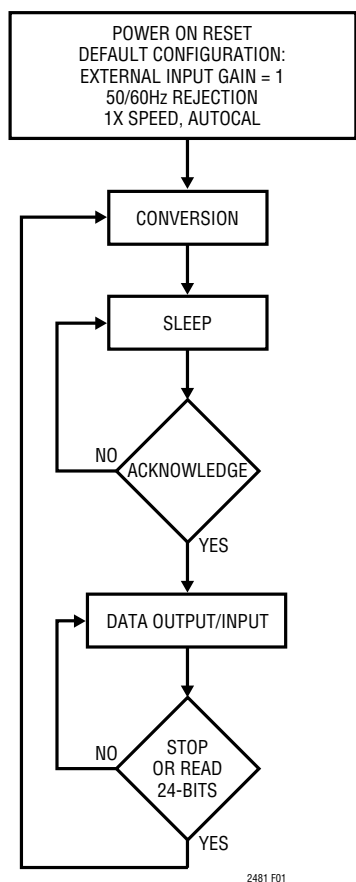 POWER ON RESET
DEFAULT CONFIGURATION:
EXTERNAL INPUT GAIN = 1
50/60Hz REJECTION
1X SPEED, AUTOCAL
CONVERSION
SLEEP
NO
ACKNOWLEDGE
YES
DATA OUTPUT/INPUT
NO
STOP
OR READ
24-BITS
YES
2481 F01